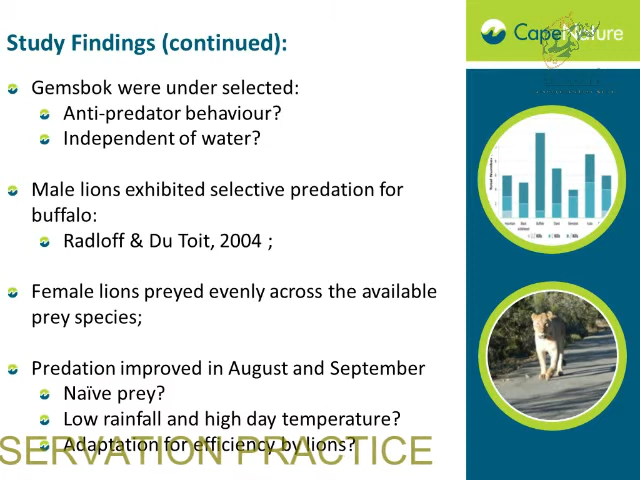 Study Findings (continued):
CapeNature
Gemsbok were under selected:
Anti-predator behaviour?
Independent of water?
Male lions exhibited selective predation for
buffalo:
Radloff & Du Toit, 2004 ;
Female lions preyed evenly across the available
prey species;
Predation improved in August and September
Naïve prey?
Low rainfall and high day temperature?
Adaptation for efficiency by lions?
SERVATION PRACTICE